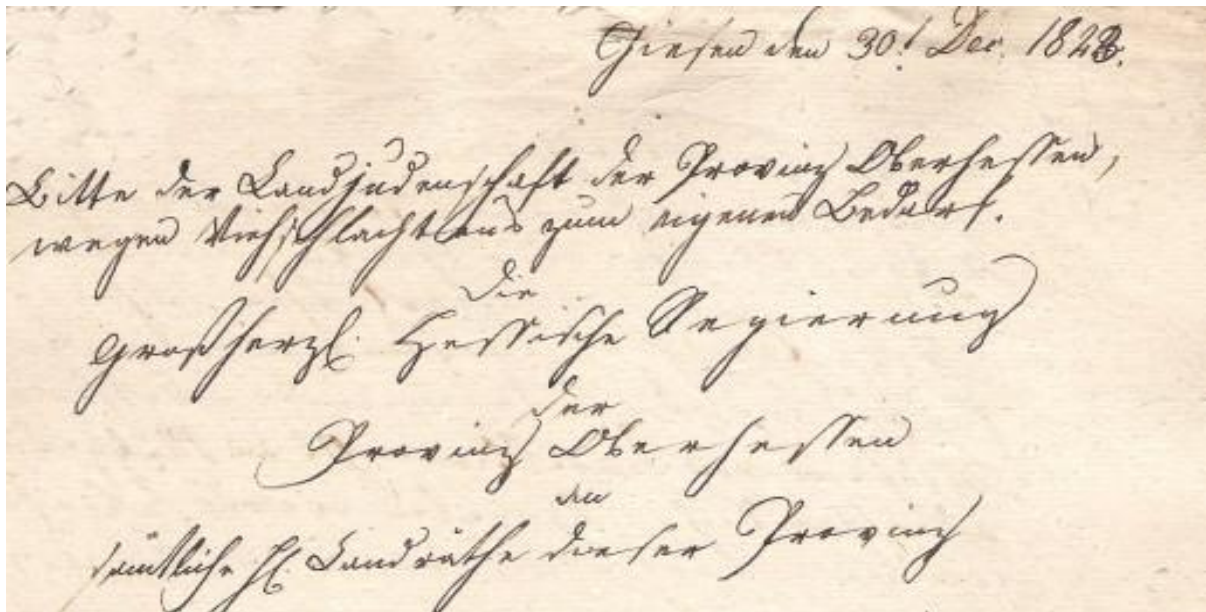 Giesen den 30t Dec. 1823.
Bitte der Landjudenschaft der Provinz Oberhessen,
wegen Viehschlachtens zum eigenen Bedarf.
Die
Großherzl. Hessische Regierung
der
Provinz Oberhessen
an
sämtliche H. Landräthe dieser Provinz